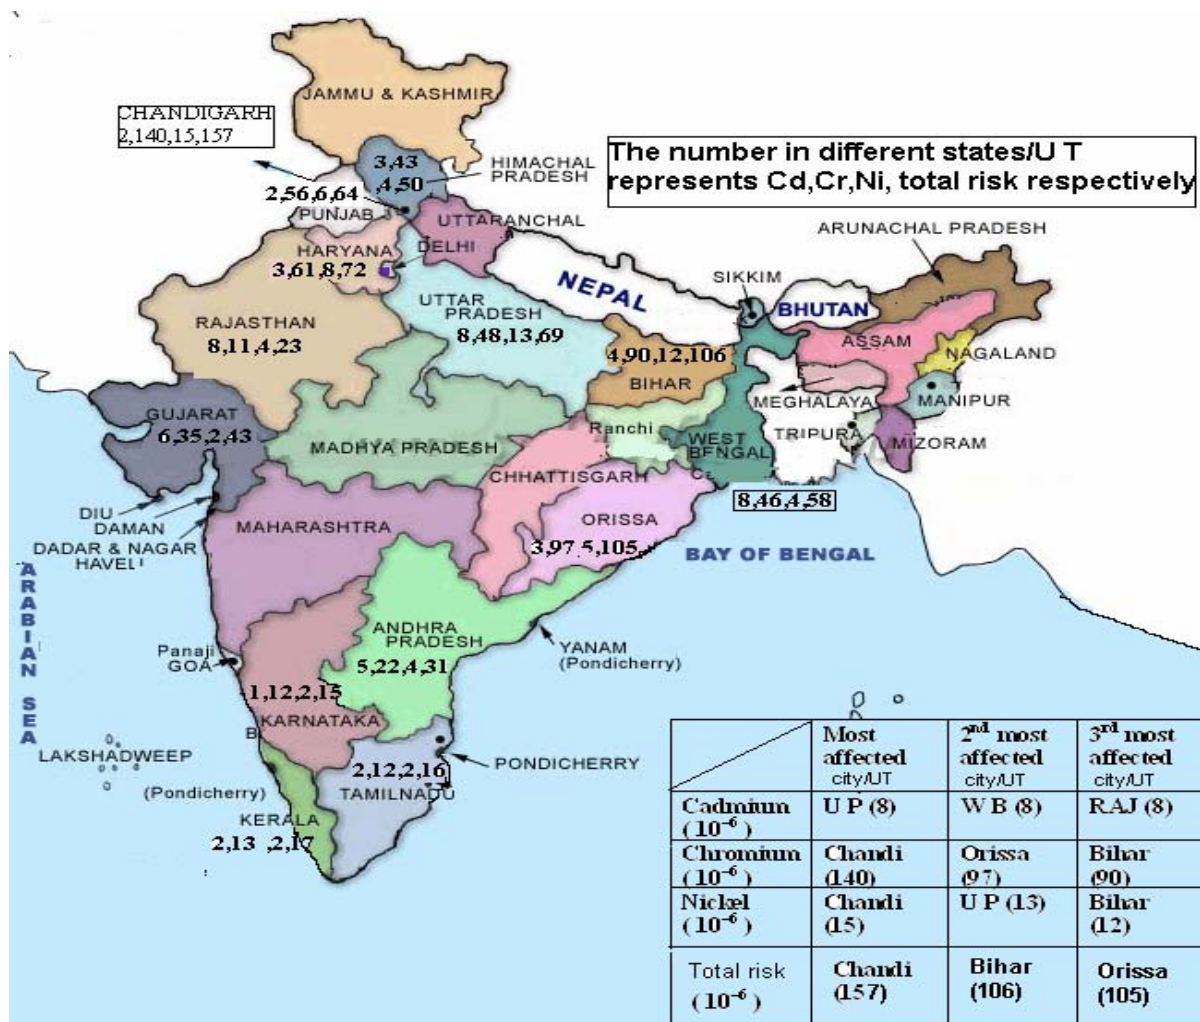 JAMMU & KASHMIR
CHANDIGARH
2,140,15,157
3,43
,4,50
HIMACHAL
PRADESH
The number in different states/U T
represents Cd,Cr,Ni, total risk respectively
2,56,6,64
PUNJAB
UTTARANCHAL
ARUNACHAL PRADESH
HARYANA
DELHI
3,61,8,72
NEPAL
SIKKIM
BHUTAN
UTTAR
PRADESH
8,48,13,69
RAJASTHAN
8,11,4,23
4,90,12,106
BIHAR
ASSAM
NAGALAND
MEGHALAYA
MANIPUR
GUJARAT
6,35,2,43
MADHYA PRADESH
Ranchi
WEST
BENGAL
TRIPURA
MIZORAM
CHHATTISGARH
8,46,4,58
DIU
DAMAN
DADAR & NAGAR
HAVELI
MAHARASHTRA
ORISSA
3,97,5,105
BAY OF BENGAL
ARABIAN SEA
ANDHRA
PRADESH
5,22,4,31
YANAM
(Pondicherry)
Panaji
GOA
1,12,2,15
KARNATAKA
LAKSHADWEEP
2,12,2,16
TAMILNADU
PONDICHERRY
(Pondicherry)
KERALA
2,13 ,2,17
Most affected city/UT 2nd most affected city/UT 3rd most affected city/UT
Cadmium (10⁻⁶) U P (8) W B (8) RAJ (8)
Chromium (10⁻⁶) Chandi (140) Orissa (97) Bihar (90)
Nickel (10⁻⁶) Chandi (15) U P (13) Bihar (12)
Total risk (10⁻⁶) Chandi (157) Bihar (106) Orissa (105)